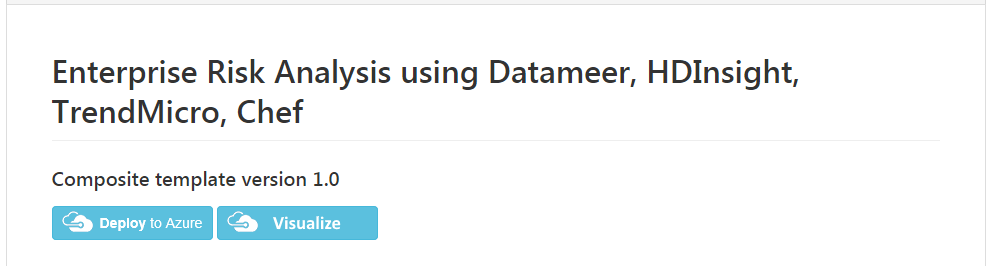 Enterprise Risk Analysis using Datameer, HDInsight,
TrendMicro, Chef
Composite template version 1.0
Deploy to Azure Visualize